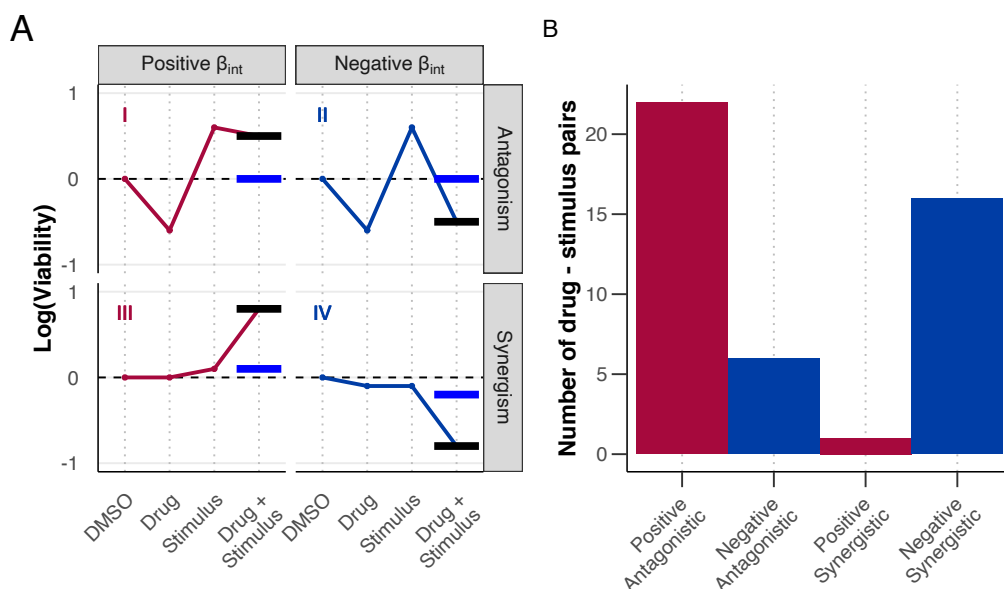 A
Positive βint
Negative βint
Log(Viability)
1
0
-1
1
0
-1
I
II
III
IV
Antagonism
Synergism
DMSO
Drug
Stimulus
Drug +
Stimulus
DMSO
Drug
Stimulus
Drug +
Stimulus
B
Number of drug - stimulus pairs
20
15
10
5
0
Positive
Antagonistic
Negative
Antagonistic
Positive
Synergistic
Negative
Synergistic